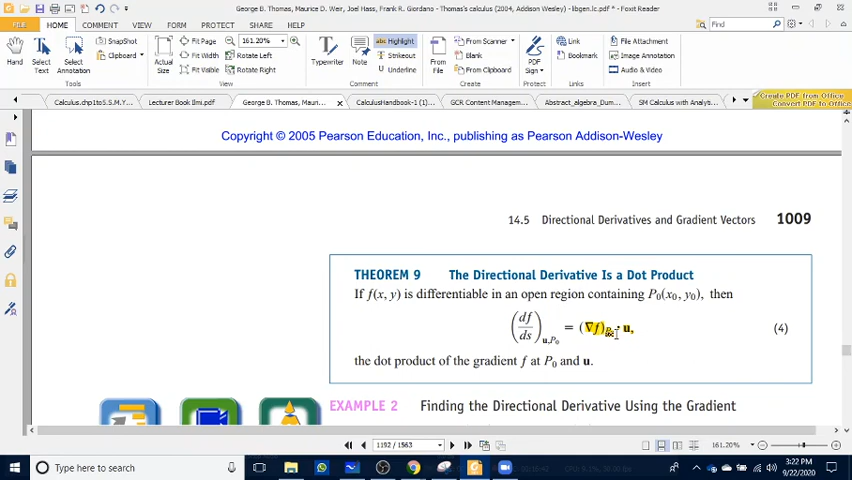 George B. Thomas, Maurice D. Weir, Joel Hass, Frank R. Giordano - Thomas's calculus (2004, Addison Wesley) - libgen.lc.pdf * - Foxit Reader
FILE HOME COMMENT VIEW FORM PROTECT SHARE HELP Find
Hand Select Text Select Annotation SnapShot Clipboard Actual Size Fit Page Fit Width Fit Visible 161.20% Rotate Left Rotate Right Typewriter Note Highlight Strikeout Underline From File From Scanner Blank From Clipboard PDF Sign Link Bookmark File Attachment Image Annotation Audio & Video
Tools View Comment Create Protect Links Insert
Calculus.dhp1to5.S.M.Y... Lecturer Book Ilmi.pdf George B. Thomas, Mauri... CalculusHandbook-1 (1)... GCR Content Managem... Abstract_algebra_Dum... SM Calculus with Analyt...
Create PDF from Office
Convert PDF to Office
Copyright © 2005 Pearson Education, Inc., publishing as Pearson Addison-Wesley
14.5 Directional Derivatives and Gradient Vectors 1009
THEOREM 9 The Directional Derivative Is a Dot Product
If f(x, y) is differentiable in an open region containing P₀(x₀, y₀), then
(df/ds)u,P₀ = (∇f)P₀ · u, (4)
the dot product of the gradient f at P₀ and u.
EXAMPLE 2 Finding the Directional Derivative Using the Gradient
1192 / 1563 161.20%
Type here to search
3:22 PM
9/22/2020